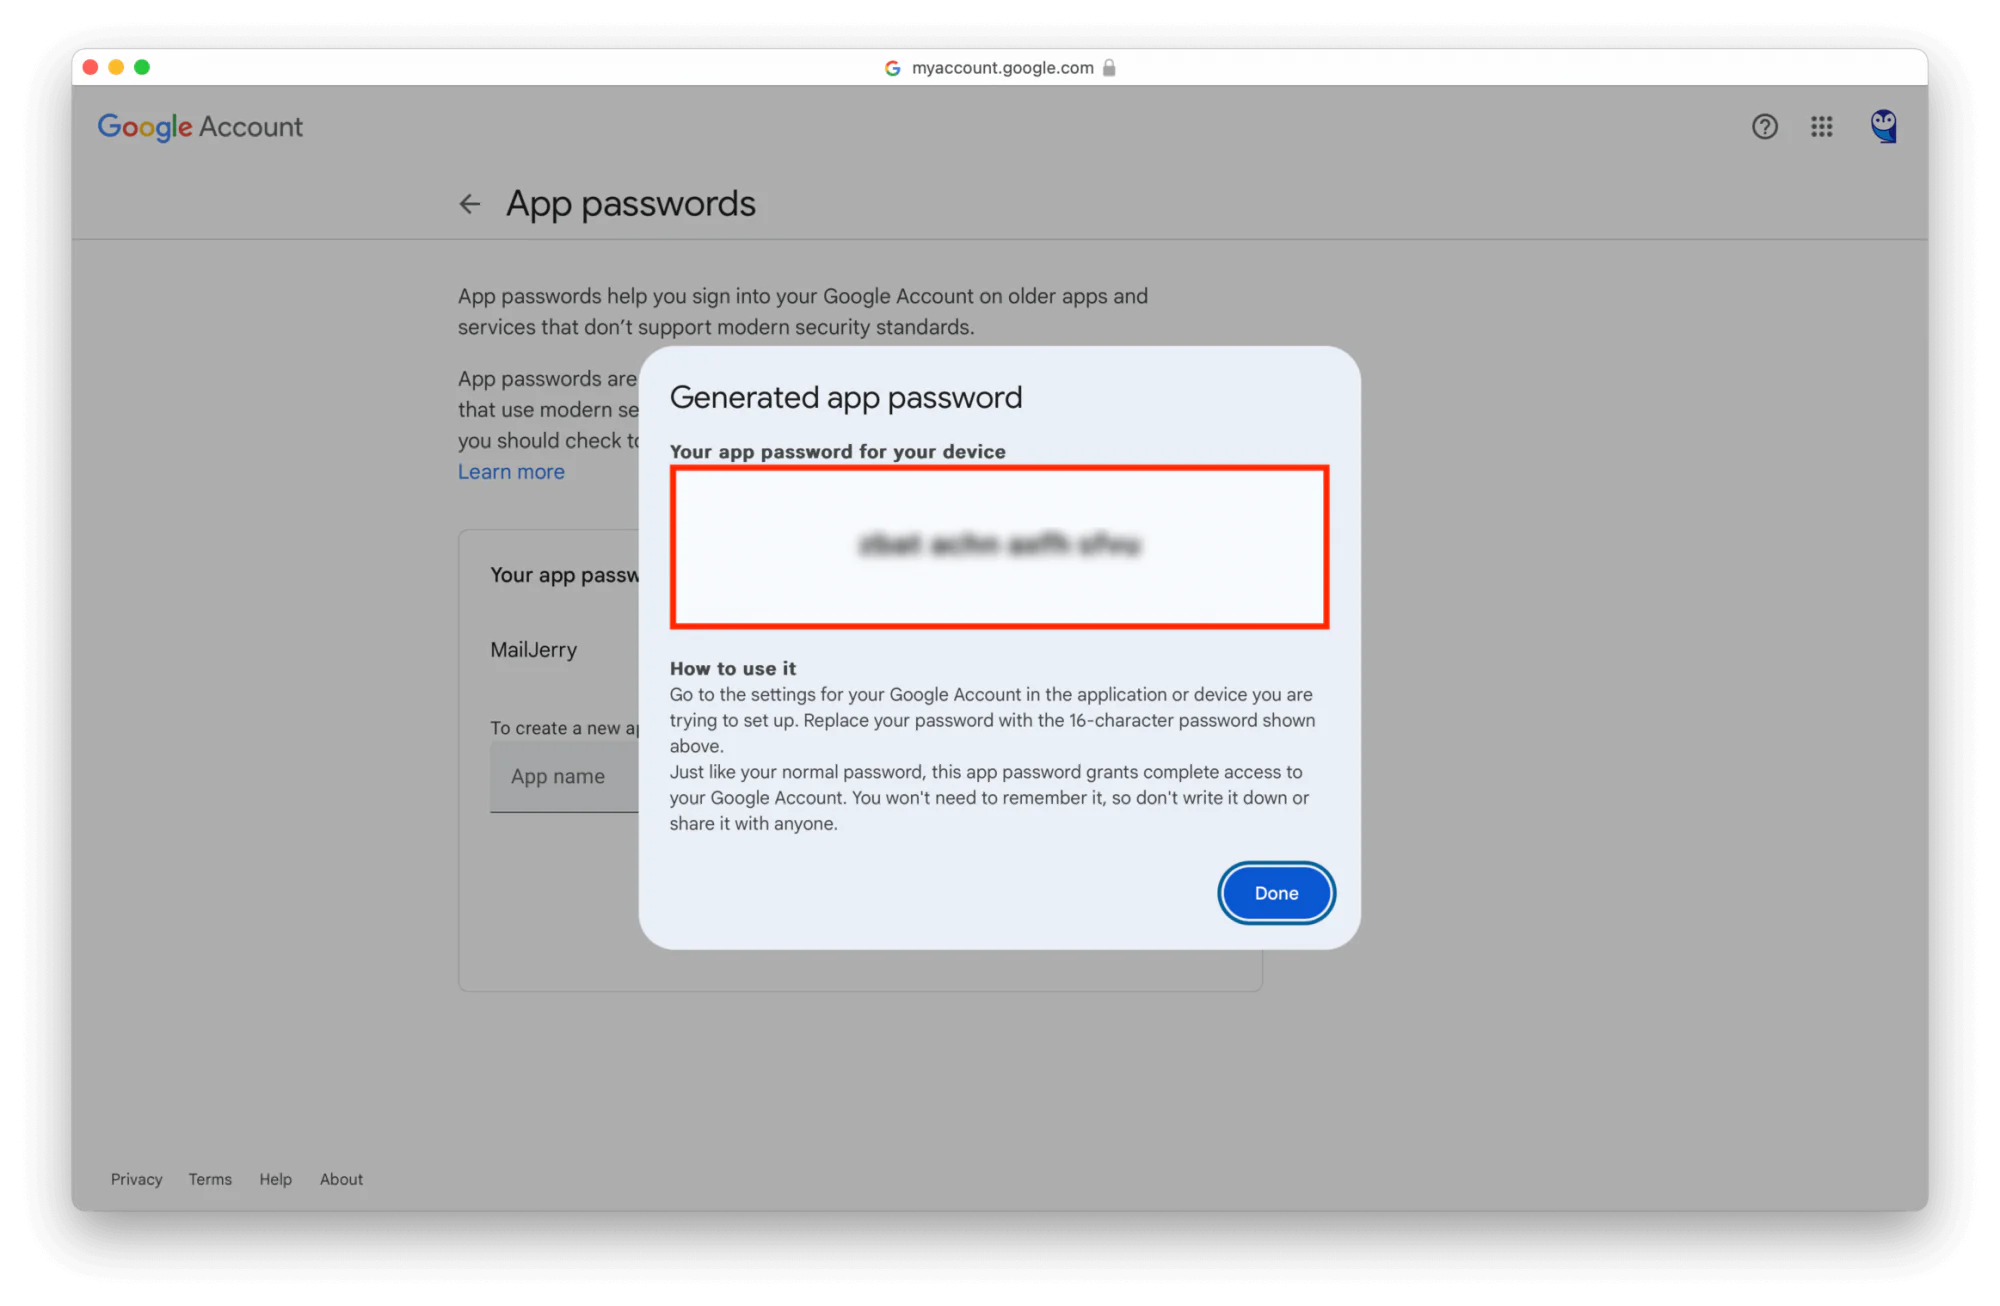 myaccount.google.com
Google Account
App passwords
App passwords help you sign into your Google Account on older apps and
services that don’t support modern security standards.
App passwords are
that use modern se
you should check to
Learn more
Your app passw
MailJerry
To create a new ap
App name
Generated app password
Your app password for your device
How to use it
Go to the settings for your Google Account in the application or device you are
trying to set up. Replace your password with the 16-character password shown
above.
Just like your normal password, this app password grants complete access to
your Google Account. You won't need to remember it, so don't write it down or
share it with anyone.
Done
Privacy Terms Help About